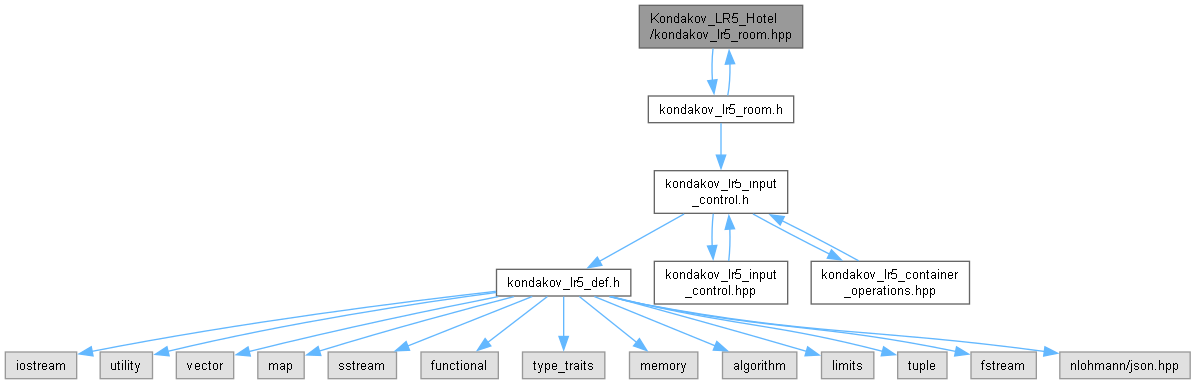 Kondakov_LR5_Hotel
/kondakov_lr5_room.hpp
kondakov_lr5_room.h
kondakov_lr5_input
_control.h
kondakov_lr5_def.h
kondakov_lr5_input
_control.hpp
kondakov_lr5_container
_operations.hpp
iostream
utility
vector
map
sstream
functional
type_traits
memory
algorithm
limits
tuple
fstream
nlohmann/json.hpp